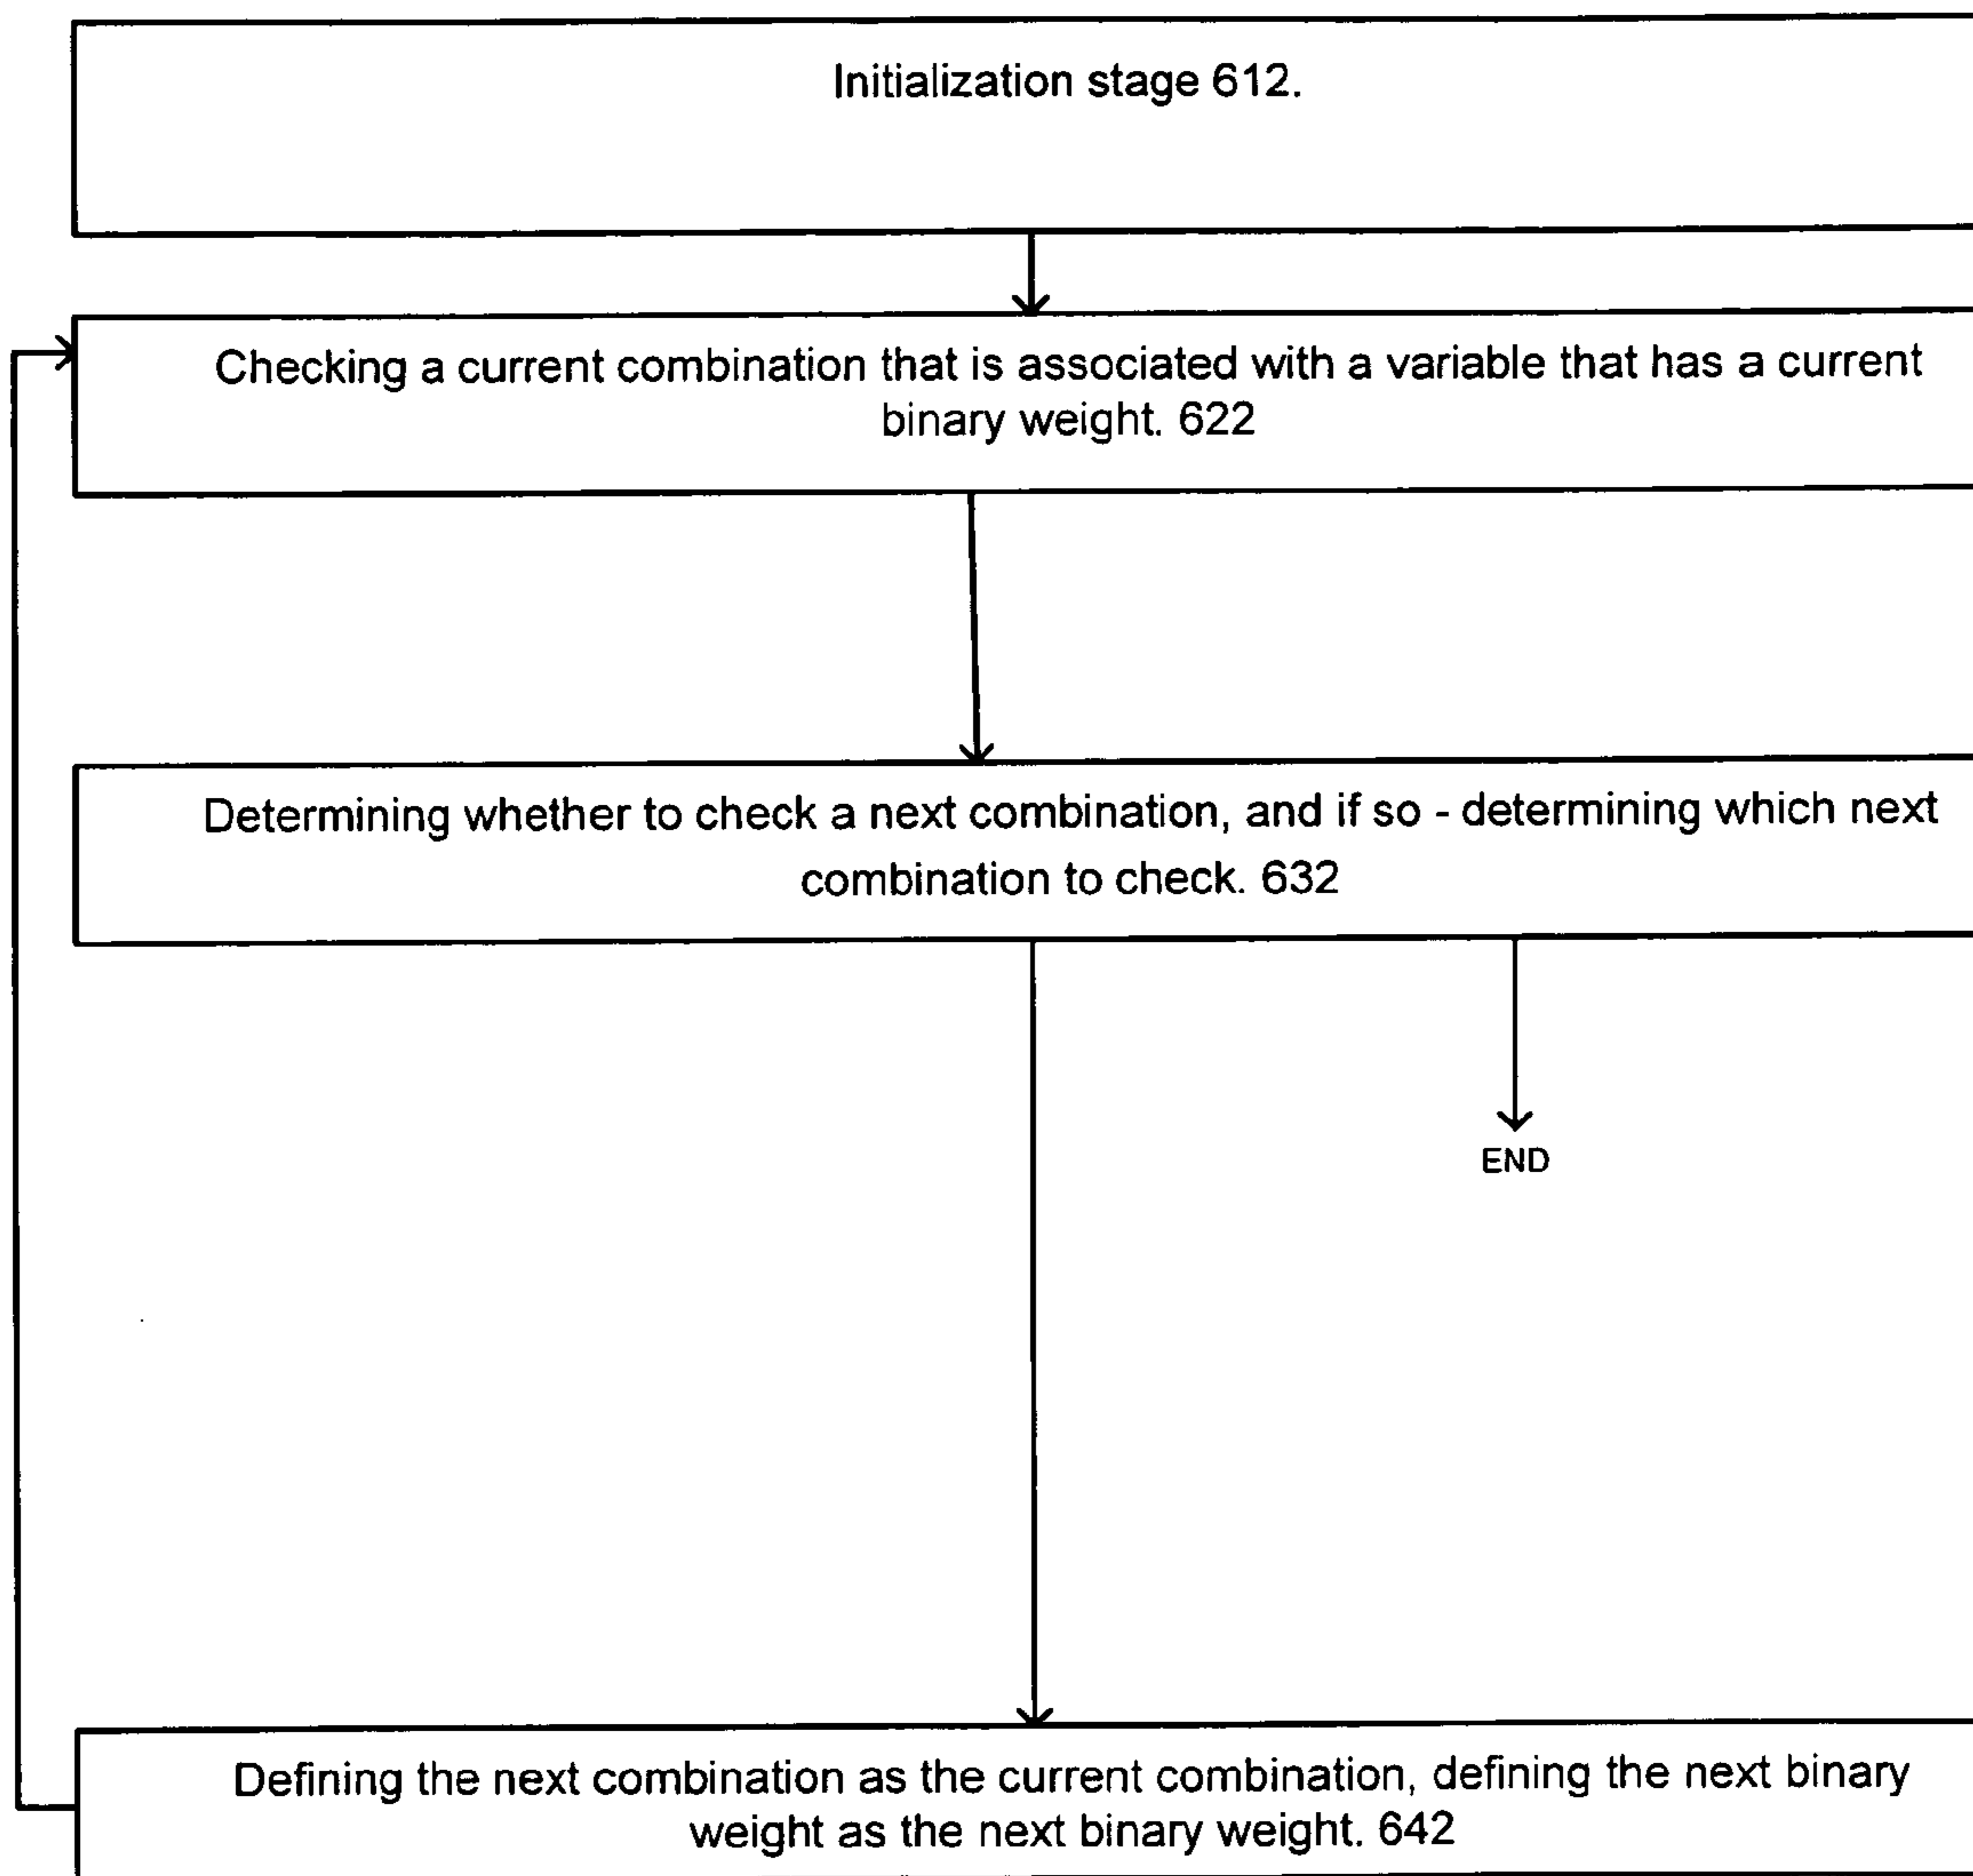 Initialization stage 612.
Checking a current combination that is associated with a variable that has a current
binary weight. 622
Determining whether to check a next combination, and if so - determining which next
combination to check. 632
END
Defining the next combination as the current combination, defining the next binary
weight as the next binary weight. 642